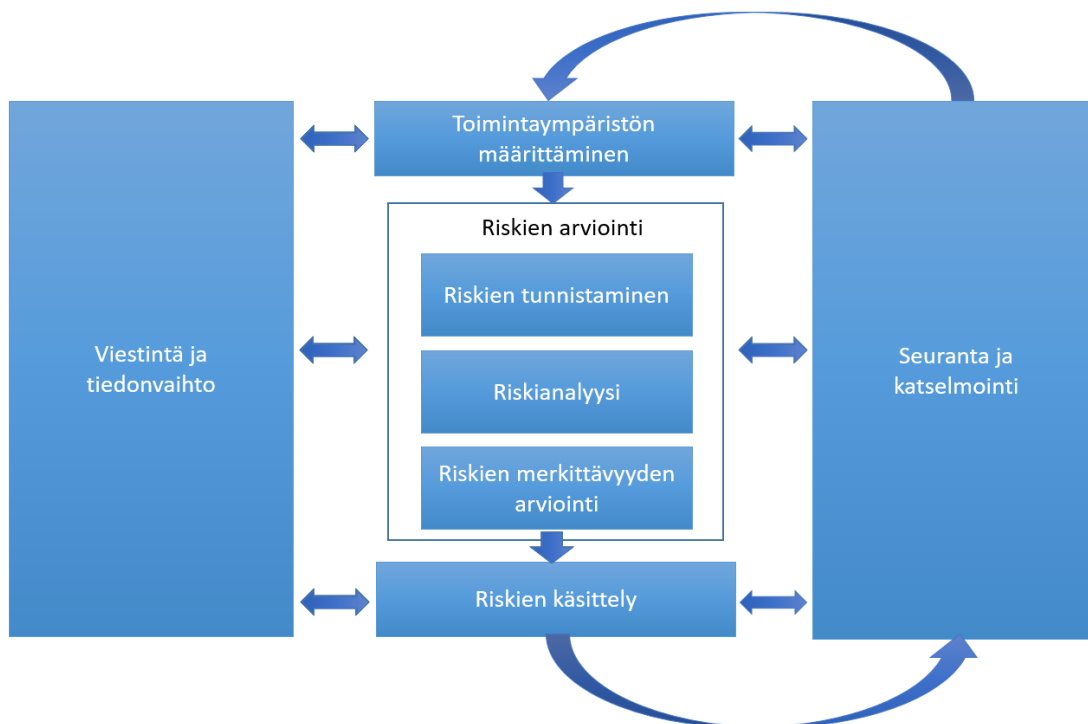 Toimintaympäristön
määrittäminen
Riskien arviointi
Riskien tunnistaminen
Viestintä ja
tiedonvaihto
Seuranta ja
katselmointi
Riskianalyysi
Riskien merkittävyyden
arviointi
Riskien käsittely